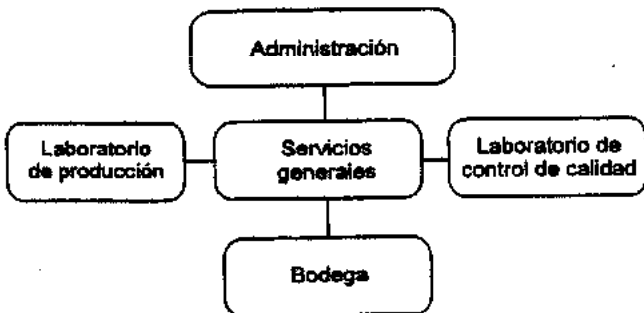 Administración
Laboratorio
de producción
Servicios
generales
Laboratorio de
control de calidad
Bodega